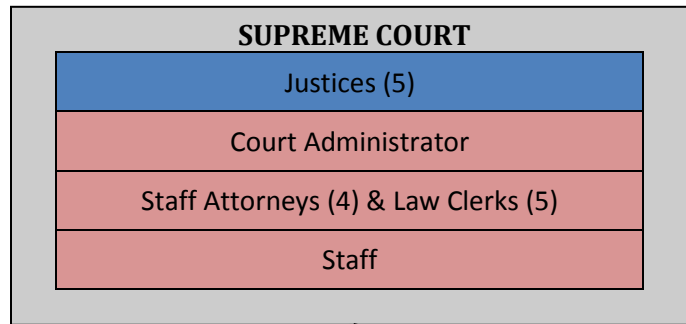 SUPREME COURT
Justices (5)
Court Administrator
Staff Attorneys (4) & Law Clerks (5)
Staff